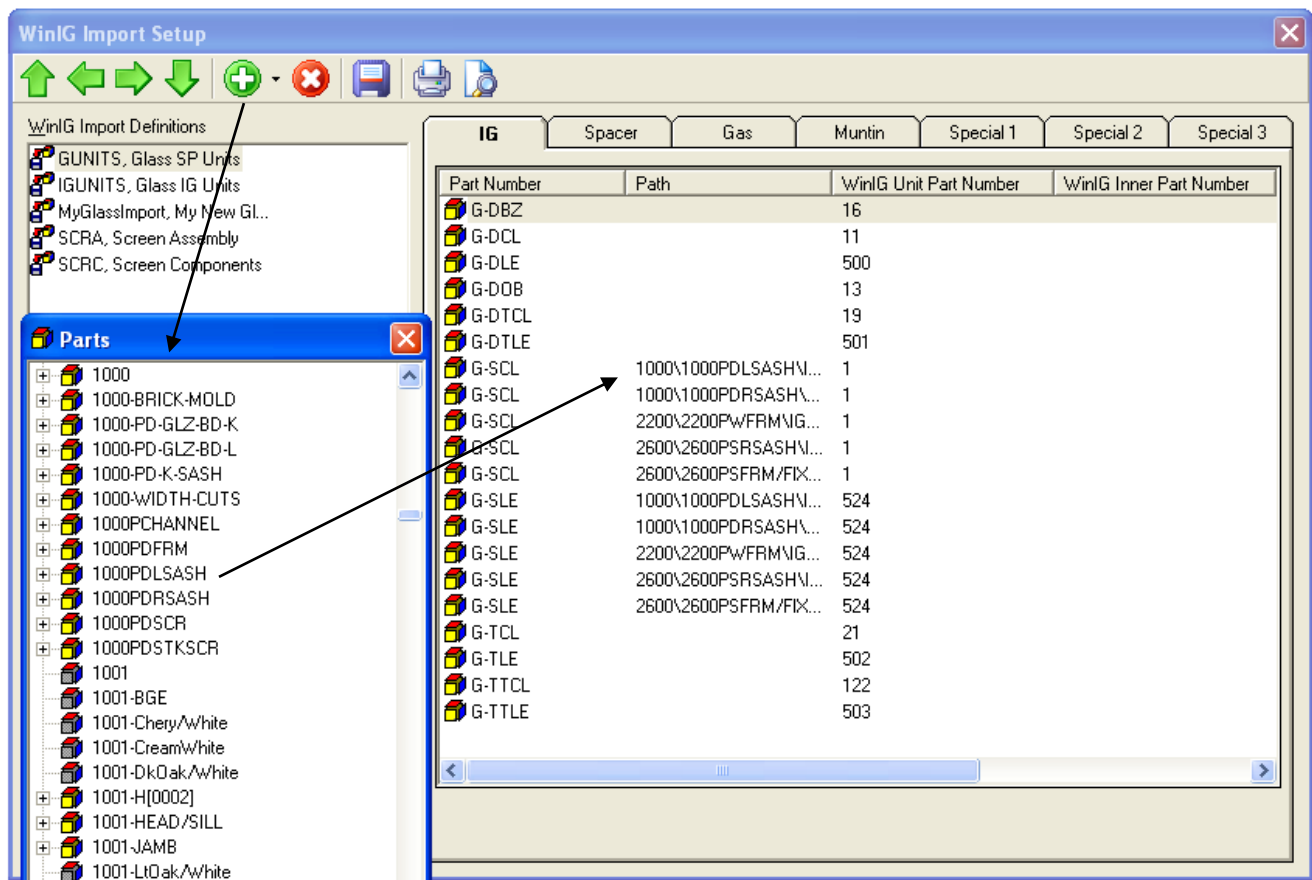 WinIG Import Setup
WinIG Import Definitions
GUNITS, Glass SP Units
IGUNITS, Glass IG Units
MyGlassImport, My New Gl...
SCRA, Screen Assembly
SCRC, Screen Components
IG Spacer Gas Muntin Special 1 Special 2 Special 3
Part Number Path WinIG Unit Part Number WinIG Inner Part Number
G-DBZ 16
G-DCL 11
G-DLE 500
G-DOB 13
G-DTCL 19
G-DTLE 501
G-SCL 1000\1000PDLSASH\I... 1
G-SCL 1000\1000PDRSASH\... 1
G-SCL 2200\2200PWFRM\IG... 1
G-SCL 2600\2600PSRSASH\I... 1
G-SCL 2600\2600PSFRM/FIX... 1
G-SLE 1000\1000PDLSASH\I... 524
G-SLE 1000\1000PDRSASH\... 524
G-SLE 2200\2200PWFRM\IG... 524
G-SLE 2600\2600PSRSASH\I... 524
G-SLE 2600\2600PSFRM/FIX... 524
G-TCL 21
G-TLE 502
G-TTCL 122
G-TTLE 503
Parts
1000
1000-BRICK-MOLD
1000-PD-GLZ-BD-K
1000-PD-GLZ-BD-L
1000-PD-K-SASH
1000-WIDTH-CUTS
1000PCHANNEL
1000PDFRM
1000PDLSASH
1000PDRSASH
1000PDSCR
1000PDSTKSCR
1001
1001-BGE
1001-Chery/White
1001-CreamWhite
1001-DkOak/White
1001-H[0002]
1001-HEAD/SILL
1001-JAMB
1001-LtOak/White